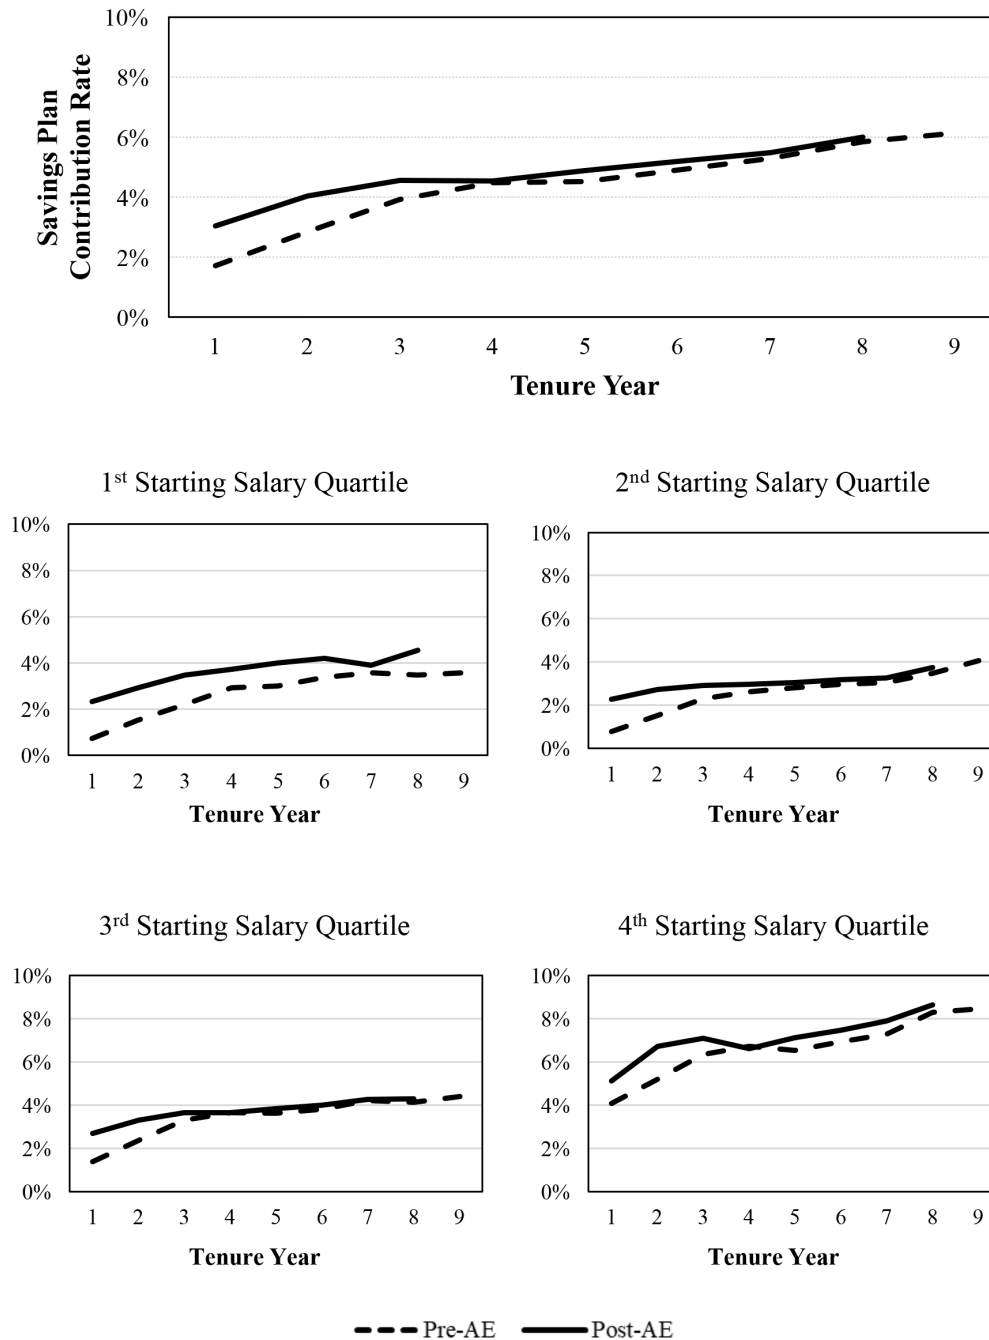 10%
8%
6%
4%
2%
0%
Savings Plan
Contribution Rate
1 2 3 4 5 6 7 8 9
Tenure Year
1st Starting Salary Quartile
10%
8%
6%
4%
2%
0%
1 2 3 4 5 6 7 8 9
Tenure Year
2nd Starting Salary Quartile
10%
8%
6%
4%
2%
0%
1 2 3 4 5 6 7 8 9
Tenure Year
3rd Starting Salary Quartile
10%
8%
6%
4%
2%
0%
1 2 3 4 5 6 7 8 9
Tenure Year
4th Starting Salary Quartile
10%
8%
6%
4%
2%
0%
1 2 3 4 5 6 7 8 9
Tenure Year
Pre-AE Post-AE